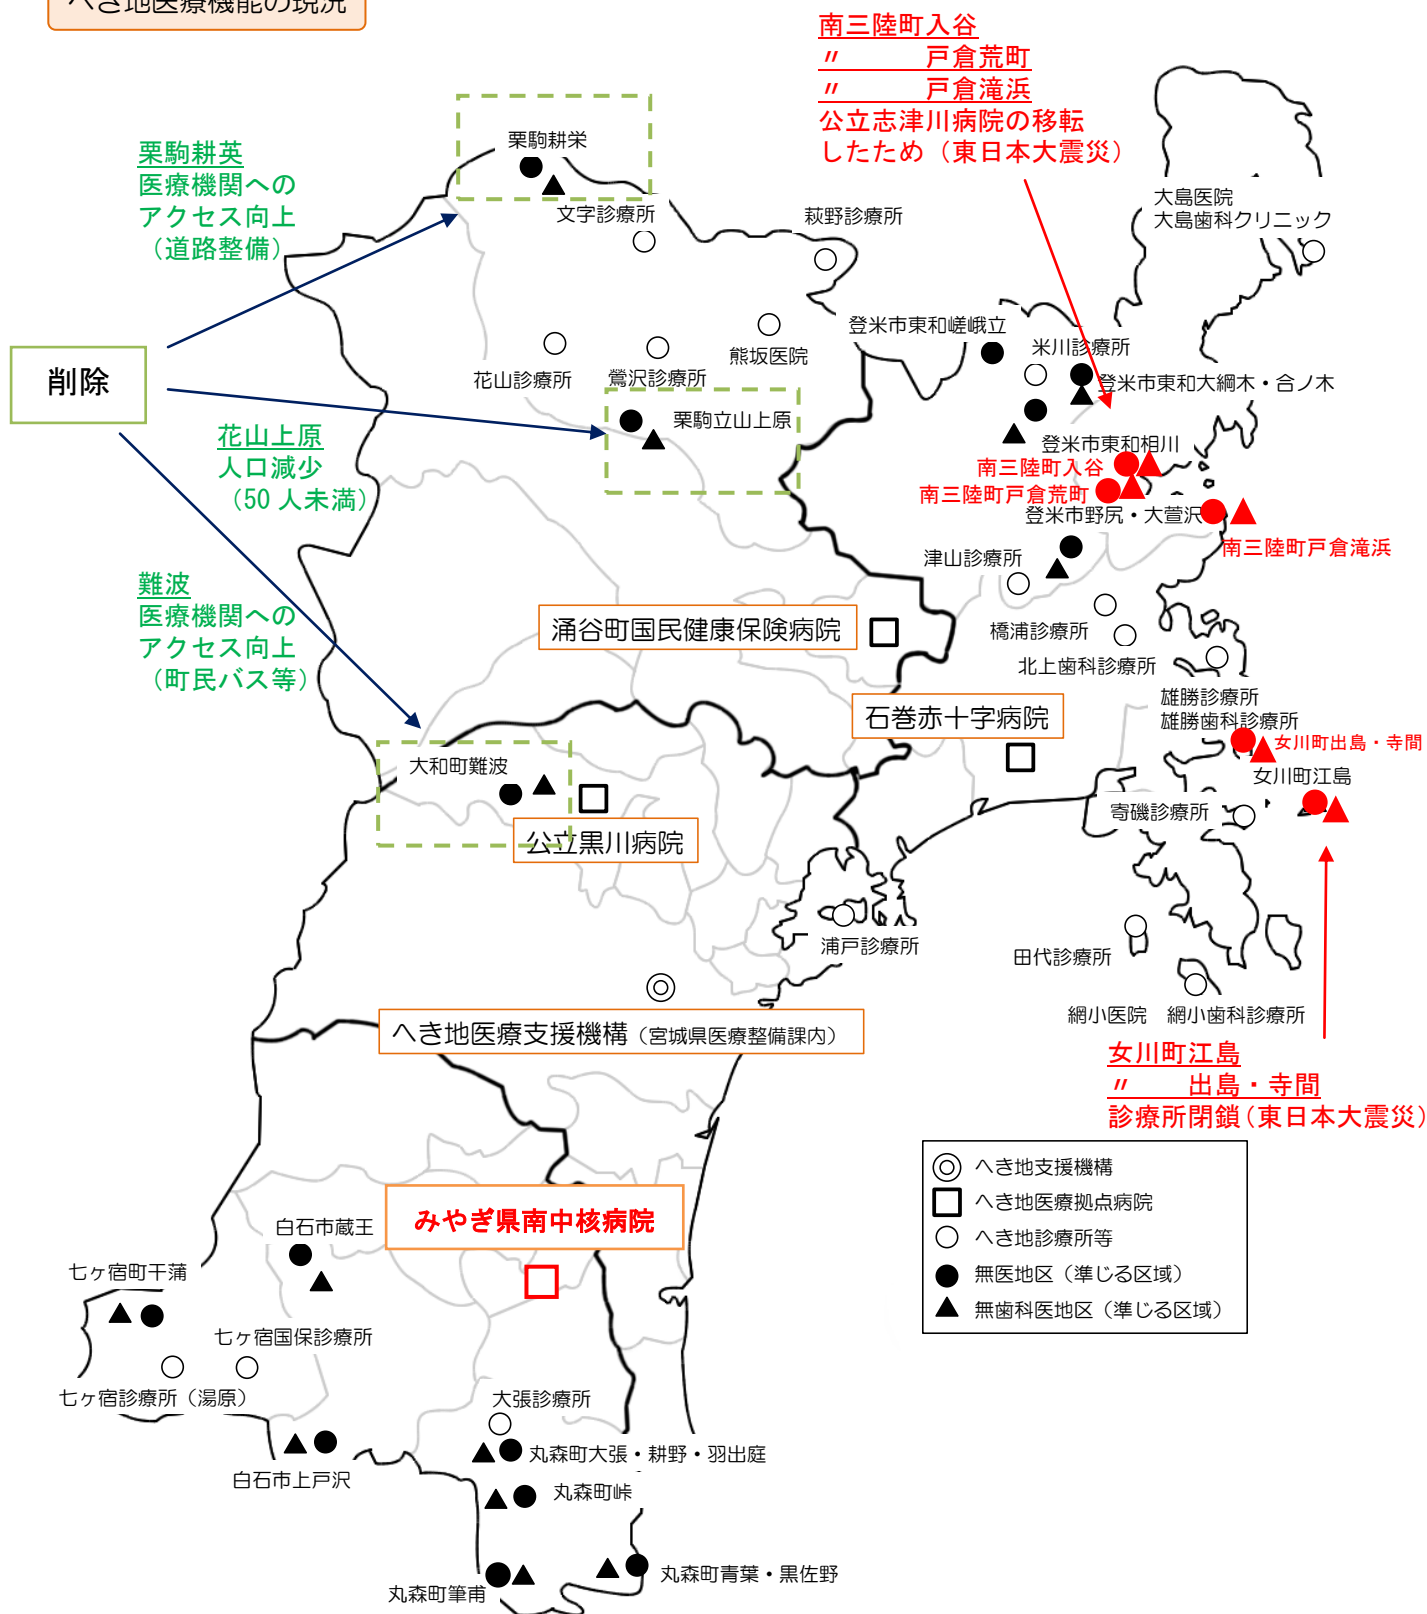 へき地医療機能の現況
南三陸町入谷
〃 戸倉荒町
〃 戸倉滝浜
公立志津川病院の移転
したため（東日本大震災）
栗駒耕栄
栗駒耕英
医療機関への
アクセス向上
（道路整備）
文字診療所
萩野診療所
大島医院
大島歯科クリニック
登米市東和嵯峨立
米川診療所
熊坂医院
花山診療所
鶯沢診療所
登米市東和大綱木・合ノ木
削除
栗駒立山上原
花山上原
人口減少
（50人未満）
登米市東和相川
南三陸町入谷
南三陸町戸倉荒町
登米市野尻・大萱沢
南三陸町戸倉滝浜
津山診療所
難波
医療機関への
アクセス向上
（町民バス等）
涌谷町国民健康保険病院
橋浦診療所
北上歯科診療所
石巻赤十字病院
雄勝診療所
雄勝歯科診療所
女川町出島・寺間
大和町難波
女川町江島
寄磯診療所
公立黒川病院
浦戸診療所
田代診療所
網小医院 網小歯科診療所
へき地医療支援機構（宮城県医療整備課内）
女川町江島
〃 出島・寺間
診療所閉鎖（東日本大震災）
へき地支援機構
へき地医療拠点病院
へき地診療所等
無医地区（準じる区域）
無歯科医地区（準じる区域）
みやぎ県南中核病院
白石市蔵王
七ヶ宿町干蒲
七ヶ宿国保診療所
七ヶ宿診療所（湯原）
大張診療所
丸森町大張・耕野・羽出庭
白石市上戸沢
丸森町峠
丸森町青葉・黒佐野
丸森町筆甫